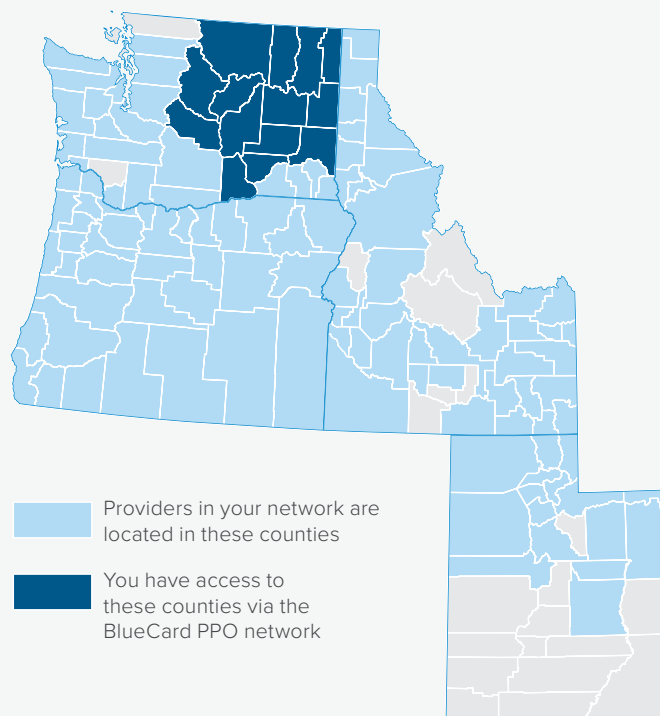 Providers in your network are
located in these counties
You have access to
these counties via the
BlueCard PPO network